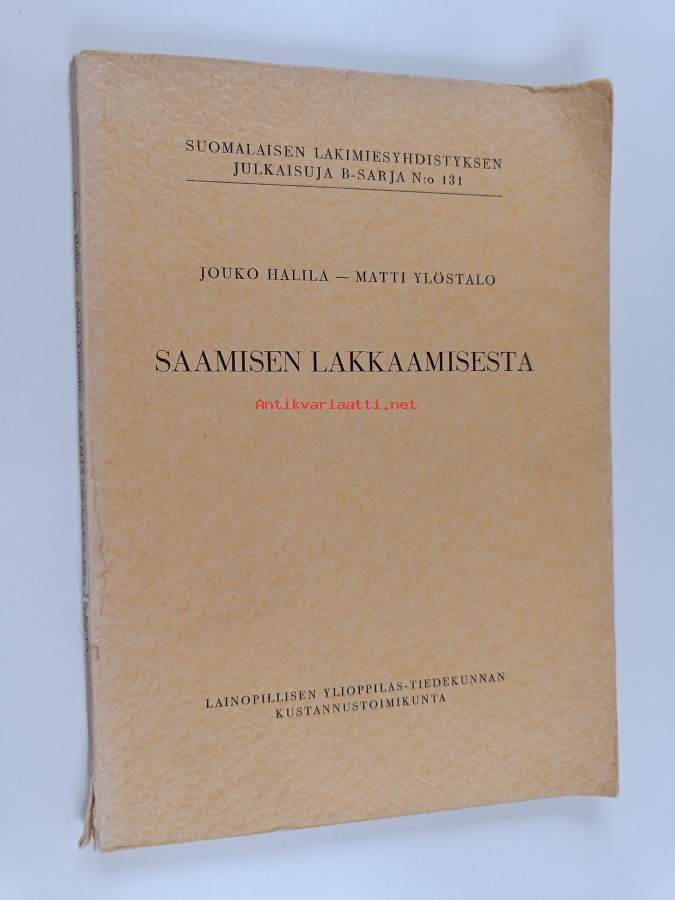 SUOMALAISEN LAKIMIESYHDISTYKSEN
JULKAISUJA B-SARJA N:o 131
JOUKO HALILA — MATTI YLÖSTALO
SAAMISEN LAKKAAMISESTA
Antikvariaatti.net
LAINOPILLISEN YLIOPPILAS-TIEDEKUNNAN
KUSTANNUSTOIMIKUNTA